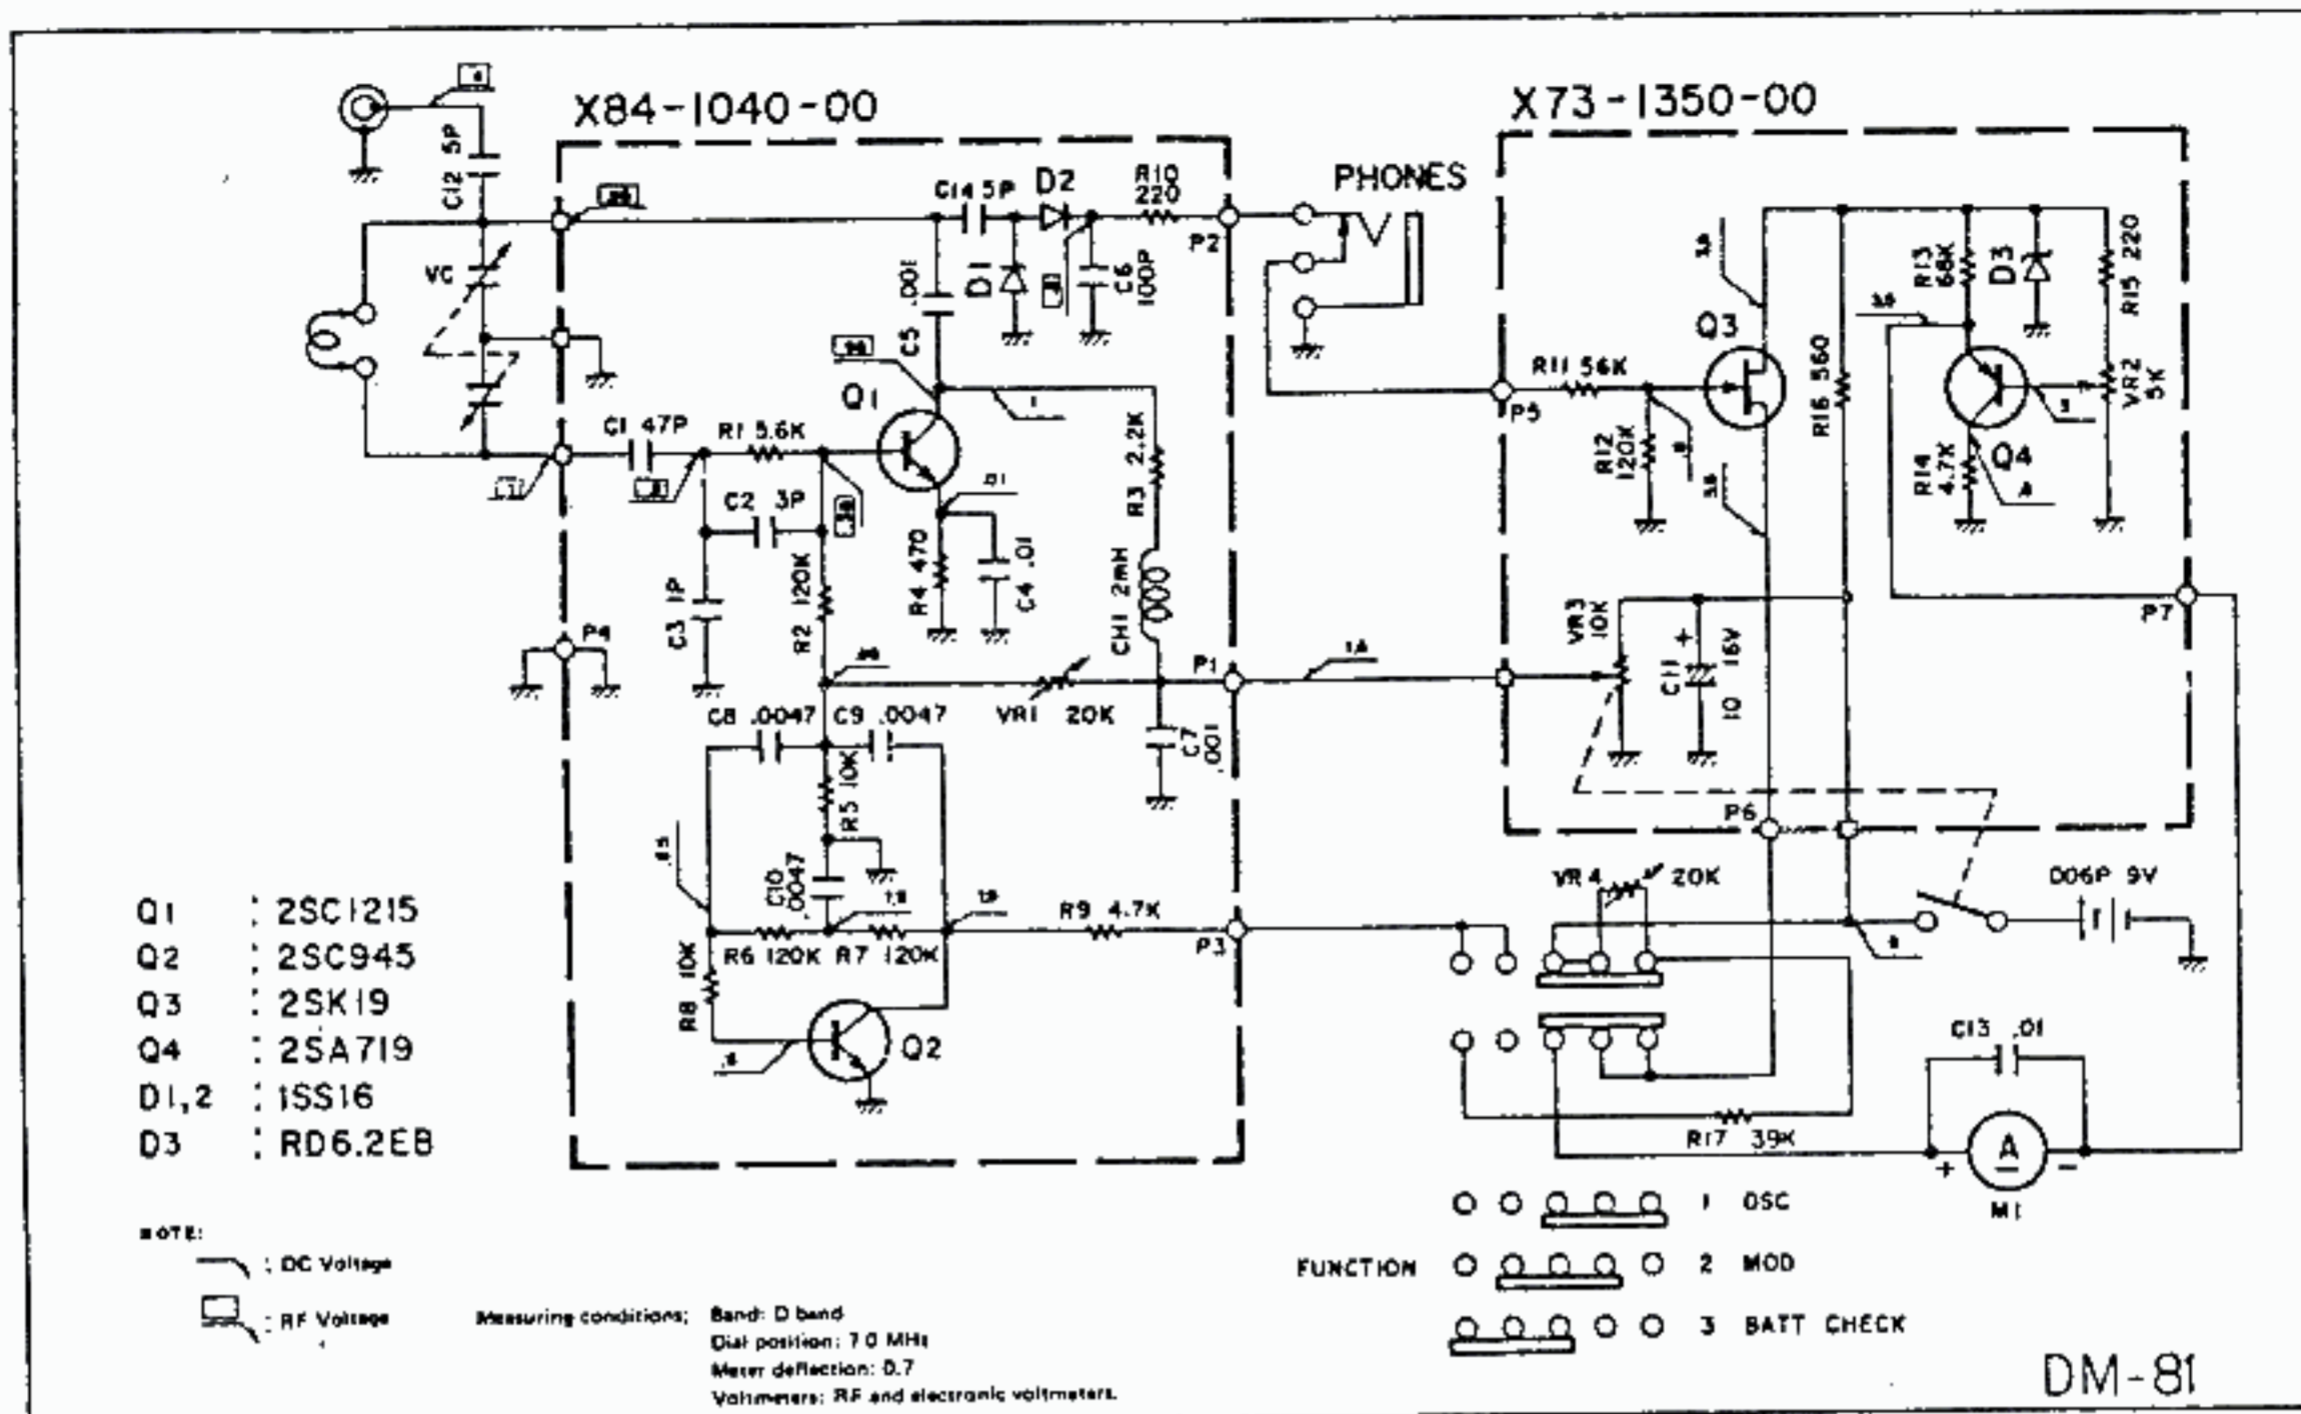 X84-1040-00
X73-1350-00
PHONES
C12 5P
VC
C14 5P
D2
R10 220
P2
D1
C6 100P
C5 .001
Q1
C1 47P
R1 5.6K
C2 3P
C3 1P
R2 120K
R4 470
C4 .01
.01
R3 2.2K
CH1 2mH
P4
P1
VR1 20K
C7 .001
C8 .0047
C9 .0047
R5 10K
C10 .0047
R6 120K
R7 120K
R8 10K
R9 4.7K
P3
Q2
P5
R11 56K
R12 120K
Q3
R16 560
R13 68K
D3
R15 220
VR2 5K
Q4
R14 4.7K
P7
VR3 10K
C11 10 16V
+
P6
VR4 20K
006P 9V
C13 .01
R17 39K
+ A -
M1
Q1 : 2SC1215
Q2 : 2SC945
Q3 : 2SK19
Q4 : 2SA719
D1,2 : 1SS16
D3 : RD6.2EB
NOTE:
: DC Voltage
: RF Voltage
Measuring conditions; Band: D band
Dial position: 7.0 MHz
Meter deflection: 0.7
Voltmeters: RF and electronic voltmeters.
FUNCTION
1 OSC
2 MOD
3 BATT CHECK
DM-81